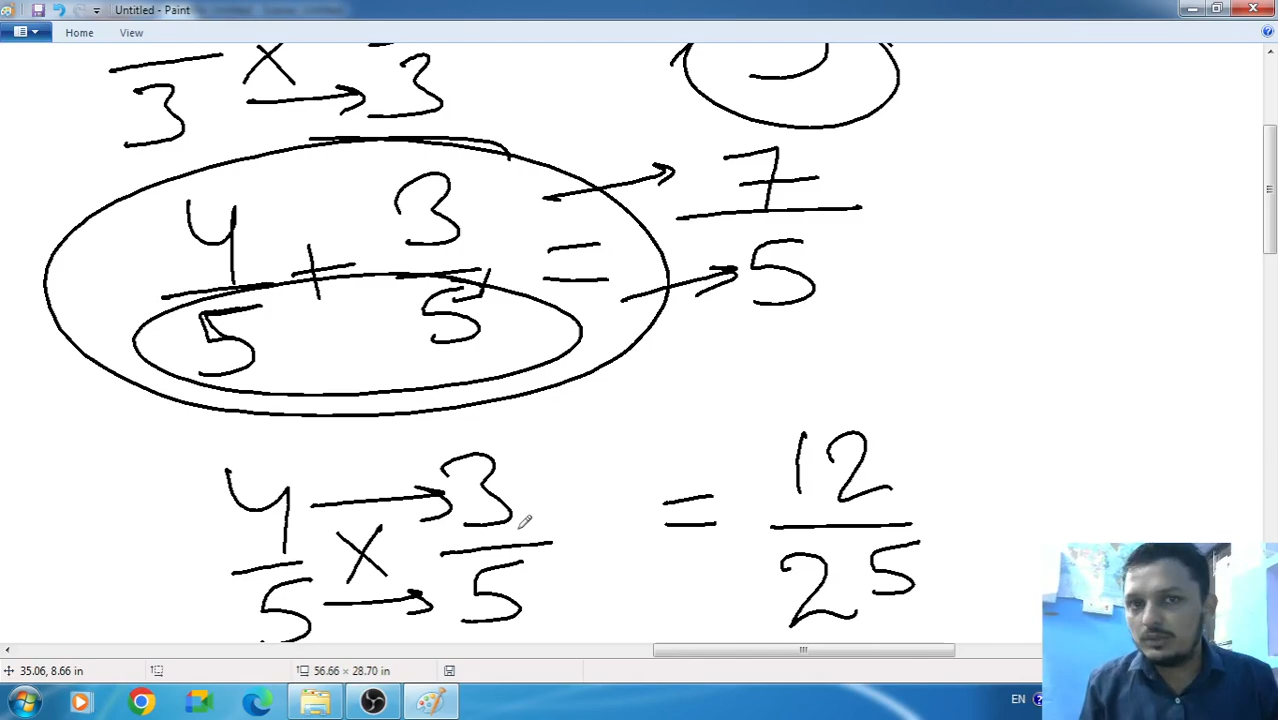 Untitled - Paint
Home View
3 × 3
4/5 + 3/5 = 7/5
4/5 × 3/5 = 12/25
35.06, 8.66 in 56.66 × 28.70 in
EN